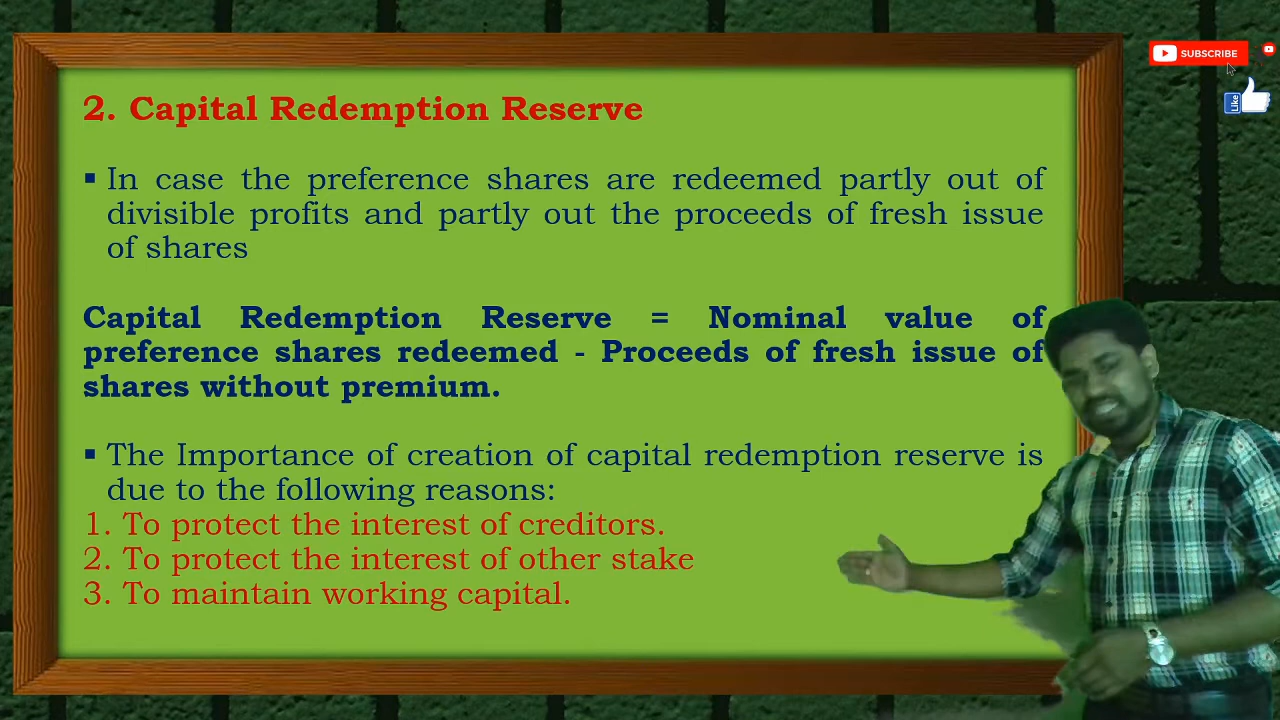 SUBSCRIBE
Like
2. Capital Redemption Reserve
▪ In case the preference shares are redeemed partly out of
divisible profits and partly out the proceeds of fresh issue
of shares
Capital Redemption Reserve = Nominal value of
preference shares redeemed - Proceeds of fresh issue of
shares without premium.
▪ The Importance of creation of capital redemption reserve is
due to the following reasons:
1. To protect the interest of creditors.
2. To protect the interest of other stake
3. To maintain working capital.